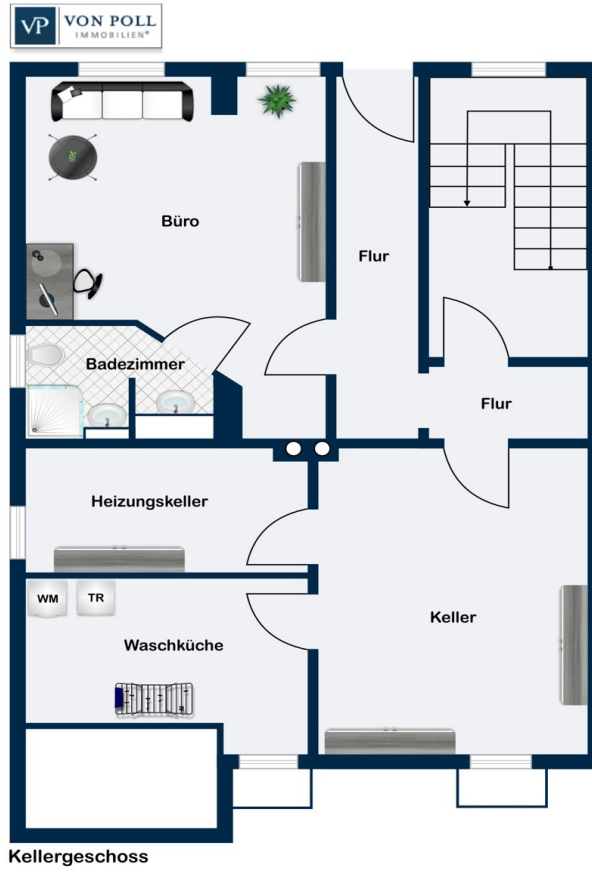 VP VON POLL
IMMOBILIEN®
Büro
Flur
Badezimmer
Flur
Heizungskeller
WM
TR
Keller
Waschküche
Kellergeschoss